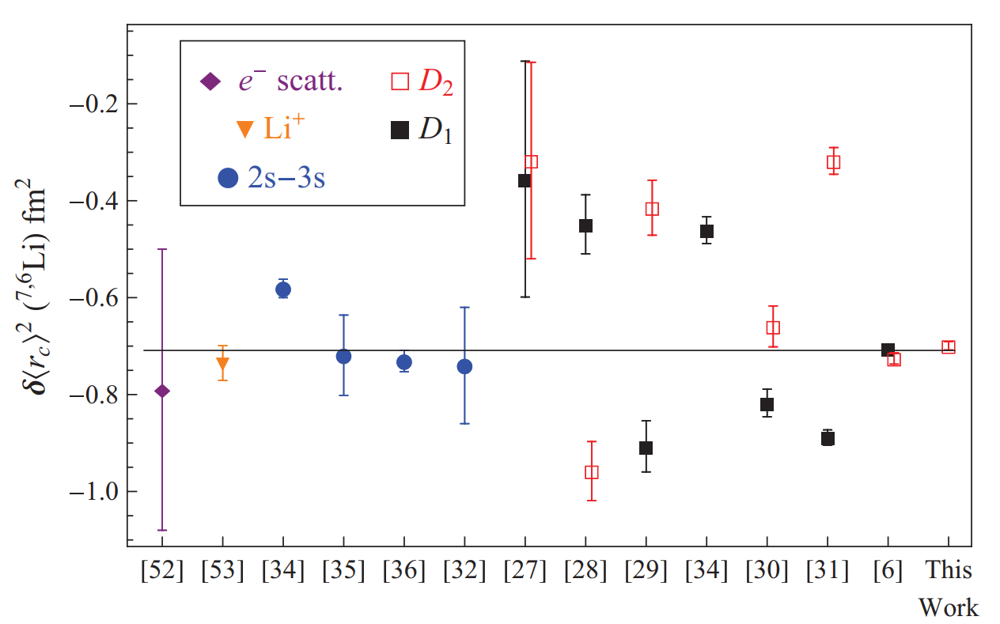 e⁻ scatt.
D₂
Li⁺
D₁
2s−3s
δ⟨r_c⟩² (⁷,⁶Li) fm²
−0.2
−0.4
−0.6
−0.8
−1.0
[52] [53] [34] [35] [36] [32] [27] [28] [29] [34] [30] [31] [6] This
Work